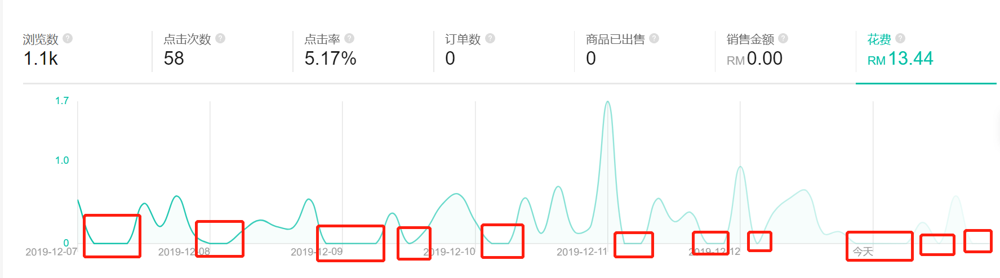 浏览数 点击次数 点击率 订单数 商品已出售 销售金额 花费
1.1k 58 5.17% 0 0 RM 0.00 RM 13.44
1.7
1.0
0
2019-12-07 2019-12-08 2019-12-09 2019-12-10 2019-12-11 2019-12-12 今天